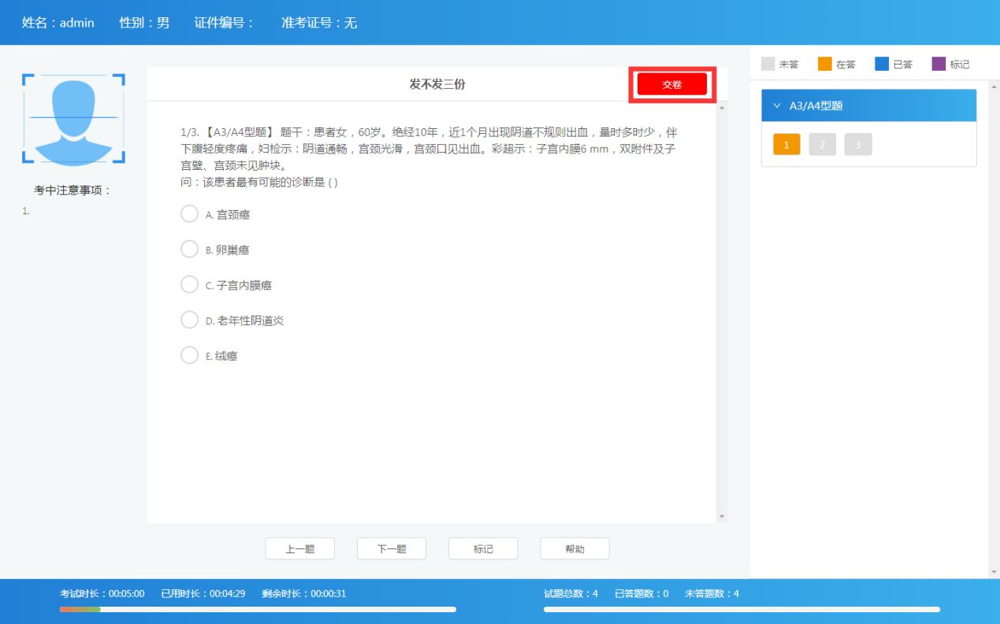 姓名：admin 性别：男 证件编号： 准考证号：无
未答 在答 已答 标记
发不发三份
交卷
A3/A4型题
1 2 3
考中注意事项：
1.
1/3. 【A3/A4型题】 题干：患者女，60岁。绝经10年，近1个月出现阴道不规则出血，量时多时少，伴
下腹轻度疼痛，妇检示：阴道通畅，宫颈光滑，宫颈口见出血。彩超示：子宫内膜6 mm，双附件及子
宫壁、宫颈未见肿块。
问：该患者最有可能的诊断是 ( )
A. 宫颈癌
B. 卵巢癌
C. 子宫内膜癌
D. 老年性阴道炎
E. 绒癌
上一题 下一题 标记 帮助
考试时长：00:05:00 已用时长：00:04:29 剩余时长：00:00:31
试题总数：4 已答题数：0 未答题数：4